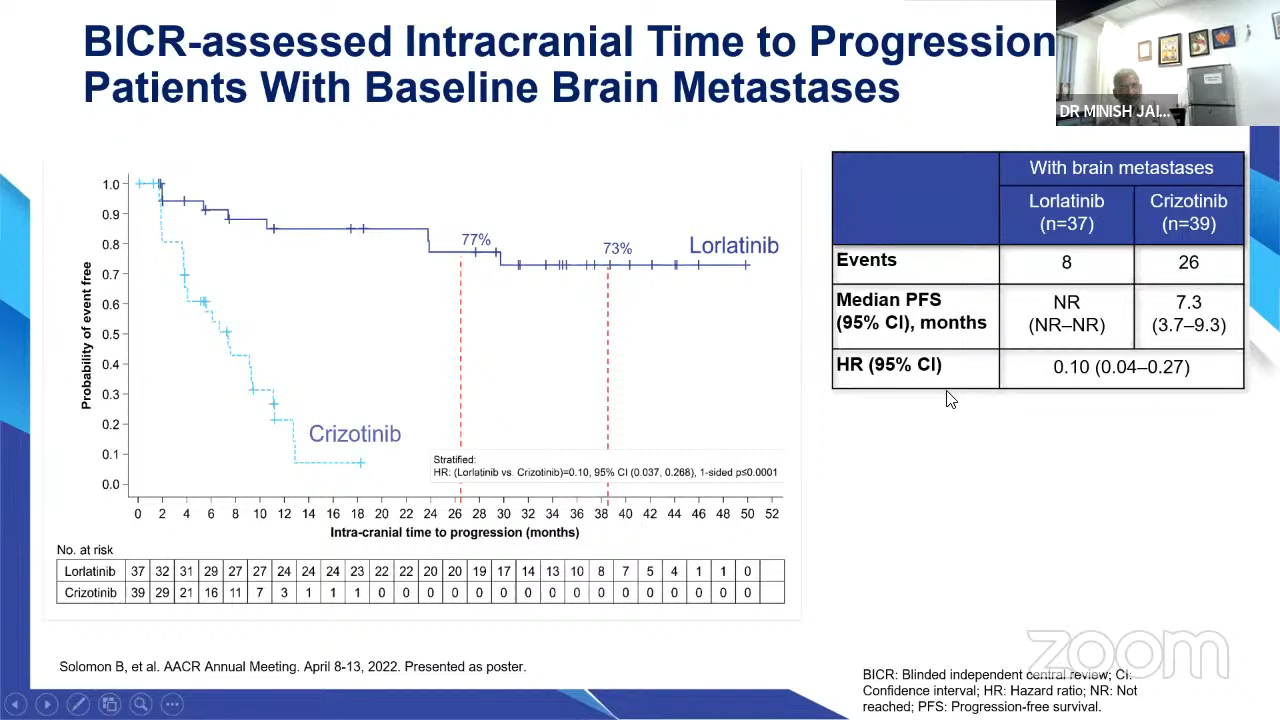 BICR-assessed Intracranial Time to Progression
Patients With Baseline Brain Metastases
DR MINISH JAI...
1.0
0.9
0.8
0.7
0.6
0.5
0.4
0.3
0.2
0.1
0.0
Probability of event free
77%
73%
Lorlatinib
Crizotinib
Stratified:
HR: (Lorlatinib vs. Crizotinib)=0.10, 95% CI (0.037, 0.268), 1-sided p≤0.0001
0 2 4 6 8 10 12 14 16 18 20 22 24 26 28 30 32 34 36 38 40 42 44 46 48 50 52
Intra-cranial time to progression (months)
No. at risk
Lorlatinib 37 32 31 29 27 27 24 24 24 23 22 22 20 20 19 17 14 13 10 8 7 5 4 1 1 0
Crizotinib 39 29 21 16 11 7 3 1 1 1 0 0 0 0 0 0 0 0 0 0 0 0 0 0 0 0
With brain metastases
Lorlatinib Crizotinib
(n=37) (n=39)
Events 8 26
Median PFS NR 7.3
(95% CI), months (NR–NR) (3.7–9.3)
HR (95% CI) 0.10 (0.04–0.27)
Solomon B, et al. AACR Annual Meeting. April 8-13, 2022. Presented as poster.
zoom
BICR: Blinded independent central review; CI:
Confidence interval; HR: Hazard ratio; NR: Not
reached; PFS: Progression-free survival.